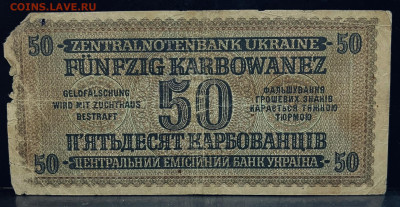 COINS.LAVE.RU
50 ZENTRALNOTENBANK UKRAINE 50
FÜNFZIG KARBOWANEZ
GELDFÄLSCHUNG
WIRD MIT ZUCHTHAUS
BESTRAFT
50
ФАЛЬШУВАННЯ
ГРОШЕВИХ ЗНАКІВ
КАРАЄТЬСЯ ТЯЖКОЮ
ТЮРМОЮ
П'ЯТЬДЕСЯТ КАРБОВАНЦІВ
50 ЦЕНТРАЛЬНИЙ ЕМІСІЙНИЙ БАНК УКРАЇНА 50